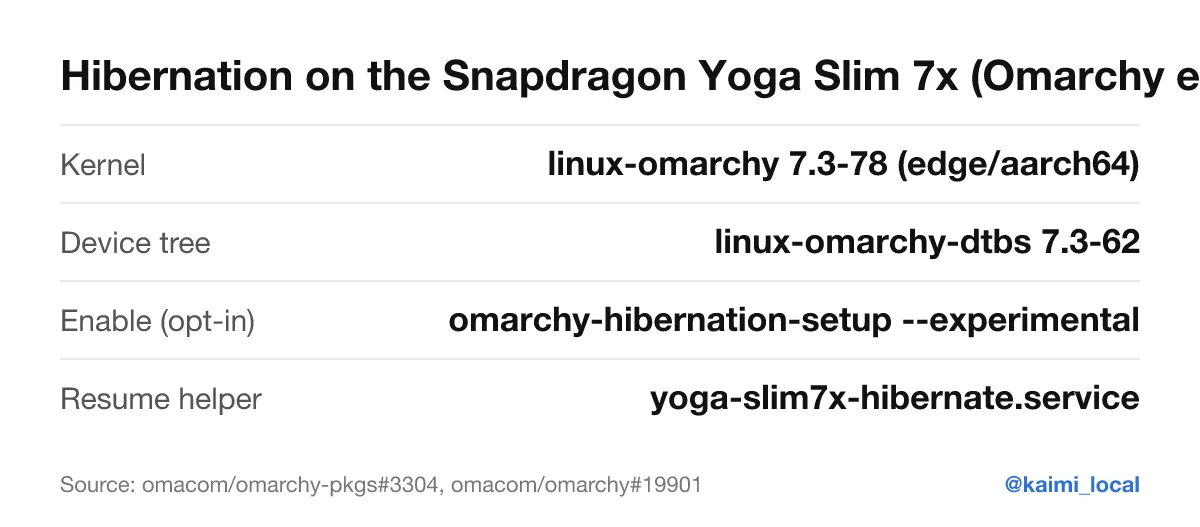 Hibernation on the Snapdragon Yoga Slim 7x (Omarchy e
Kernel linux-omarchy 7.3-78 (edge/aarch64)
Device tree linux-omarchy-dtbs 7.3-62
Enable (opt-in) omarchy-hibernation-setup --experimental
Resume helper yoga-slim7x-hibernate.service
Source: omacom/omarchy-pkgs#3304, omacom/omarchy#19901 @kaimi_local